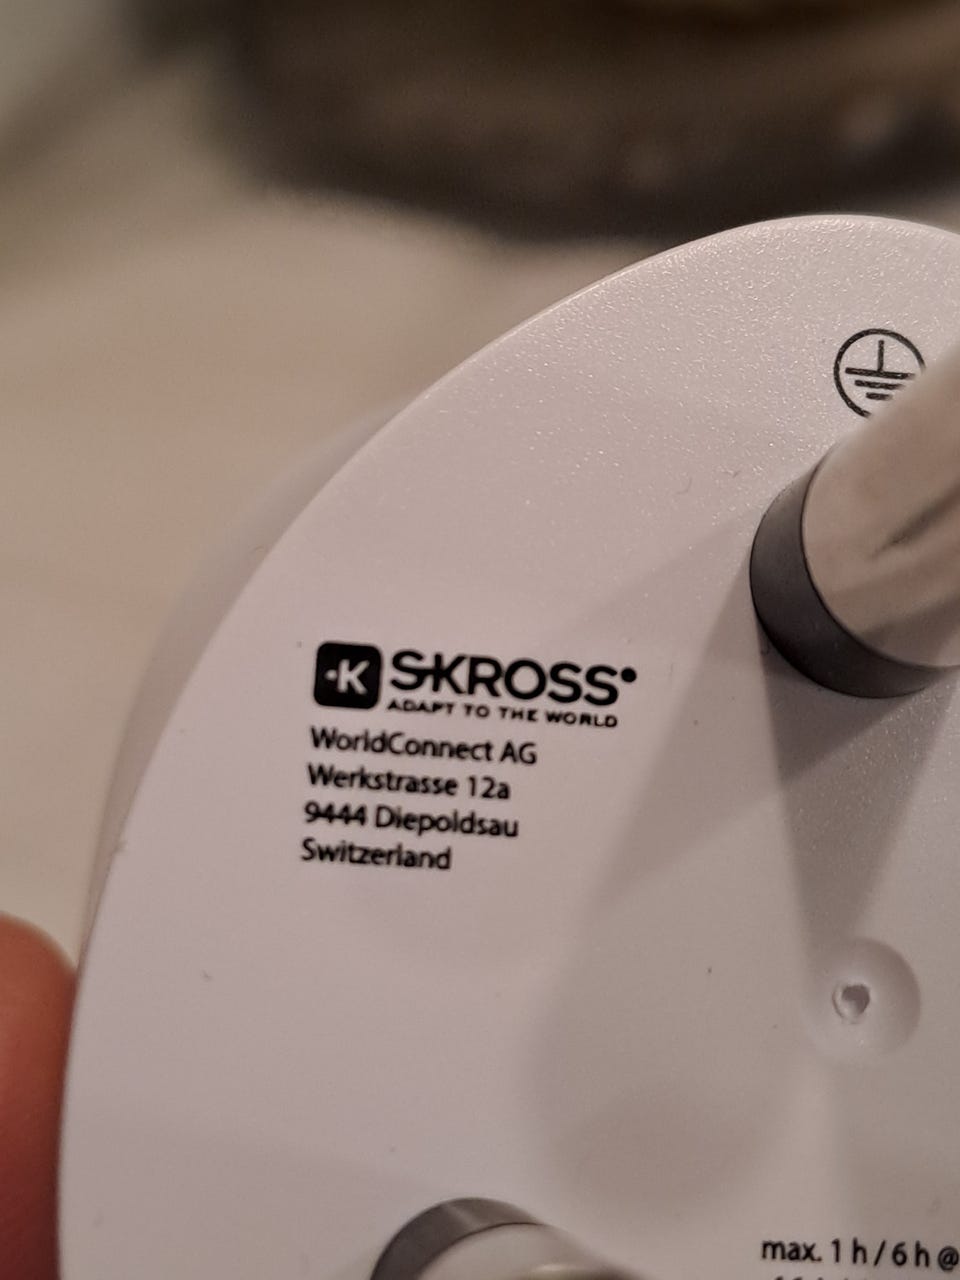 ·K SKROSS•
ADAPT TO THE WORLD
WorldConnect AG
Werkstrasse 12a
9444 Diepoldsau
Switzerland
max. 1 h / 6 h @